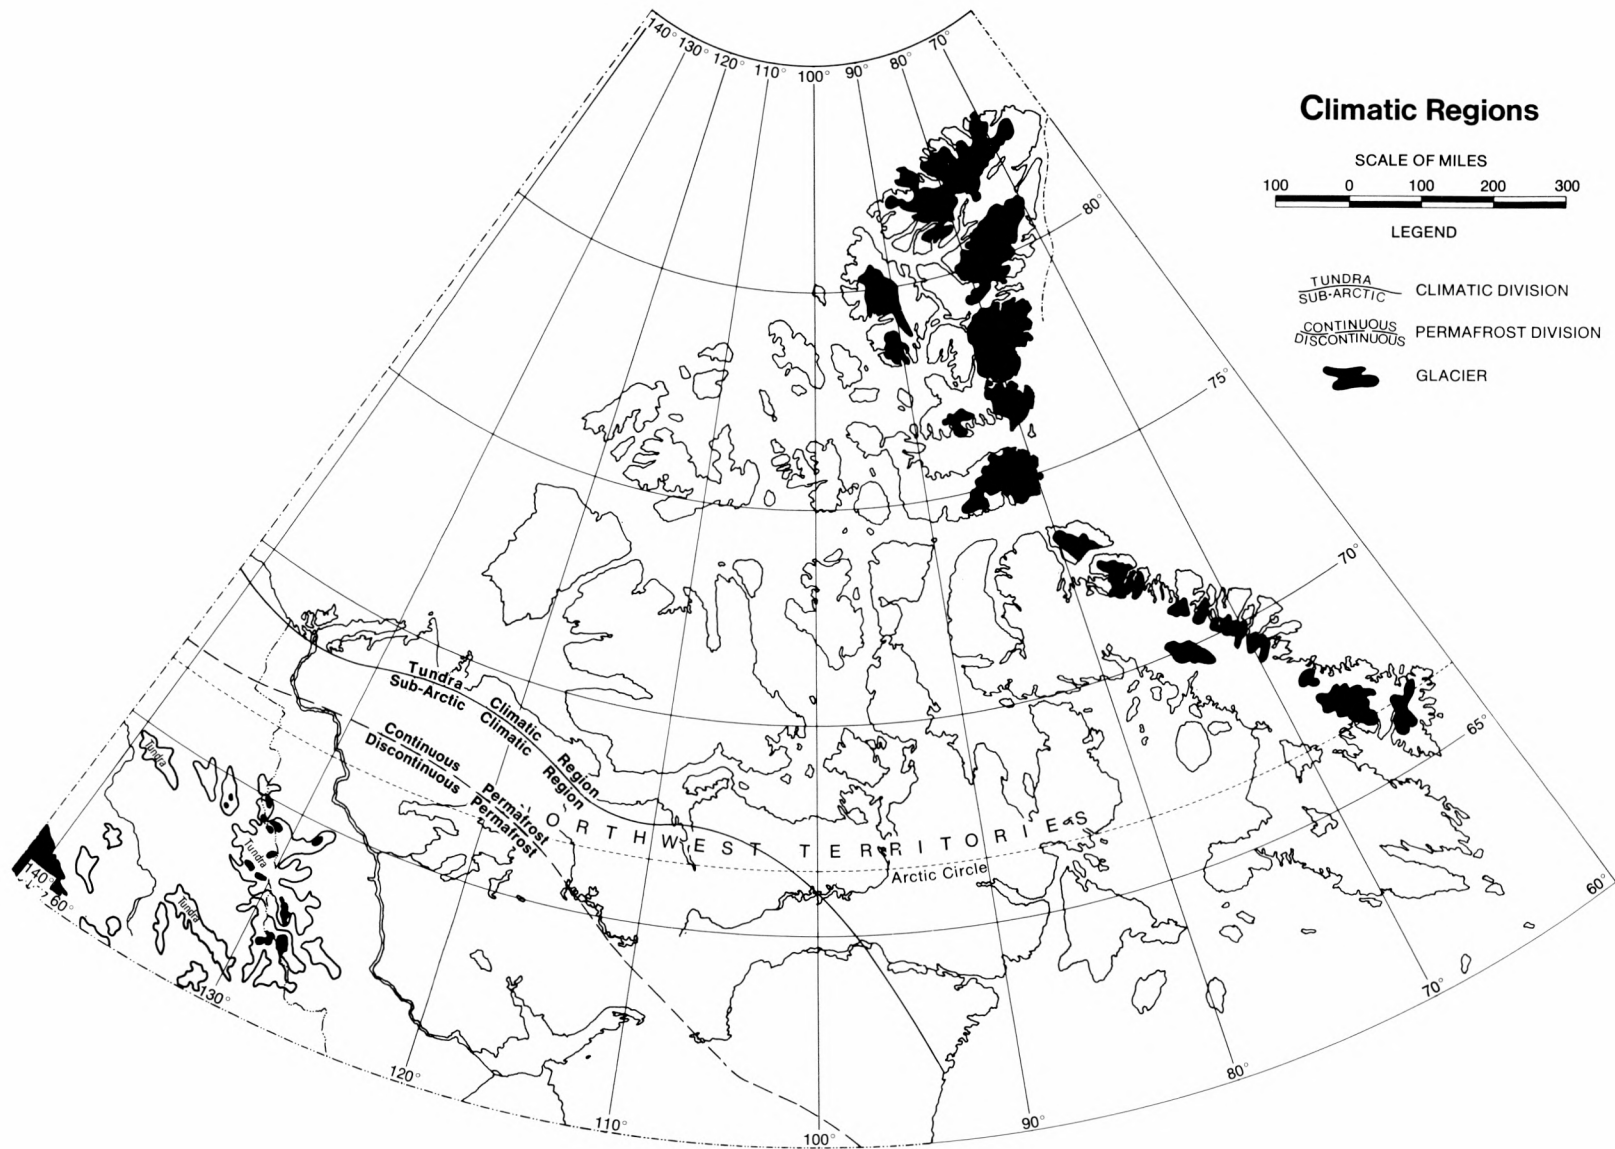 140° 130° 120° 110° 100° 90° 80° 70°
Climatic Regions
SCALE OF MILES
100 0 100 200 300
LEGEND
TUNDRA
SUB-ARCTIC
CLIMATIC DIVISION
CONTINUOUS
DISCONTINUOUS
PERMAFROST DIVISION
GLACIER
80°
75°
70°
65°
60°
Tundra Climatic Region
Sub-Arctic Climatic Region
Continuous Permafrost
Discontinuous Permafrost
ORTHWEST TERRITORIES
Arctic Circle
Tundra
Tundra
Tundra
140°
60°
130°
120°
110°
100°
90°
80°
70°